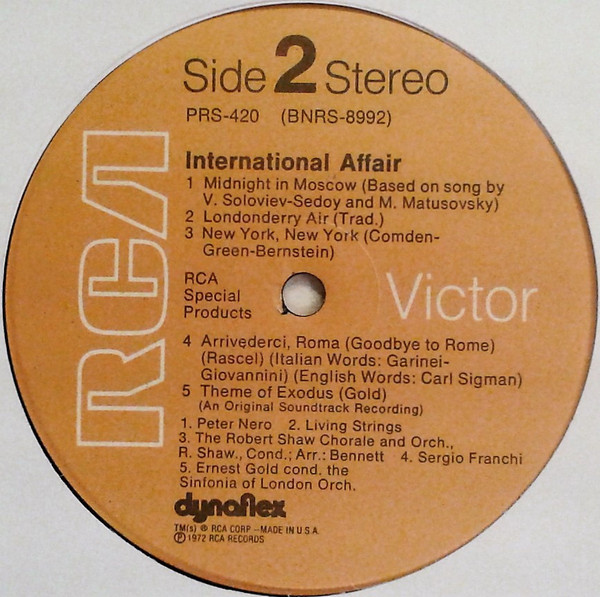 Side 2 Stereo
PRS-420 (BNRS-8992)
International Affair
1 Midnight in Moscow (Based on song by
V. Soloviev-Sedoy and M. Matusovsky)
2 Londonderry Air (Trad.)
3 New York, New York (Comden-
Green-Bernstein)
RCA
Special
Products
RCA
Victor
4 Arrivederci, Roma (Goodbye to Rome)
(Rascel) (Italian Words: Garinei-
Giovannini) (English Words: Carl Sigman)
5 Theme of Exodus (Gold)
(An Original Soundtrack Recording)
1. Peter Nero 2. Living Strings
3. The Robert Shaw Chorale and Orch.,
R. Shaw., Cond.; Arr.: Bennett 4. Sergio Franchi
5. Ernest Gold cond. the
Sinfonia of London Orch.
dynaflex
TM(s) ® RCA CORP-MADE IN U.S.A.
℗ 1972 RCA RECORDS